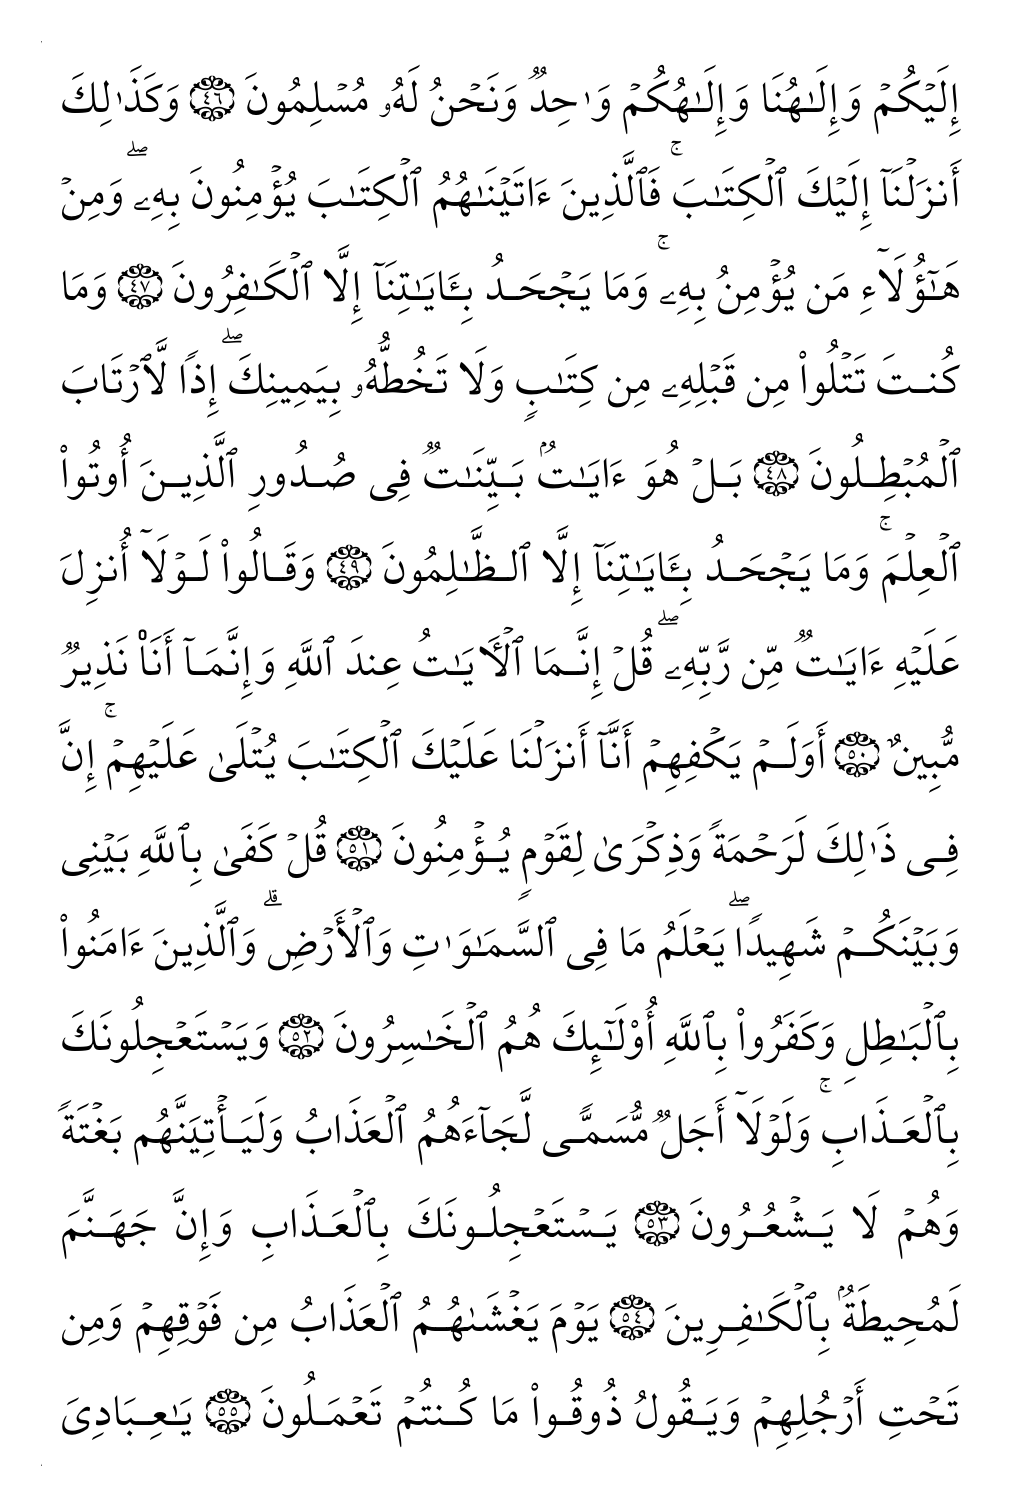 إِلَيۡكُمۡ وَإِلَـٰهُنَا وَإِلَـٰهُكُمۡ وَٰحِدٌ وَنَحۡنُ لَهُۥ مُسۡلِمُونَ ٤٦ وَكَذَٰلِكَ
أَنزَلۡنَآ إِلَيۡكَ ٱلۡكِتَـٰبَۚ فَٱلَّذِينَ ءَاتَيۡنَـٰهُمُ ٱلۡكِتَـٰبَ يُؤۡمِنُونَ بِهِۦۖ وَمِنۡ
هَـٰٓؤُلَآءِ مَن يُؤۡمِنُ بِهِۦۚ وَمَا يَجۡحَدُ بِـَٔايَـٰتِنَآ إِلَّا ٱلۡكَـٰفِرُونَ ٤٧ وَمَا
كُنتَ تَتۡلُواْ مِن قَبۡلِهِۦ مِن كِتَـٰبٍ وَلَا تَخُطُّهُۥ بِيَمِينِكَۖ إِذًا لَّٱرۡتَابَ
ٱلۡمُبۡطِلُونَ ٤٨ بَلۡ هُوَ ءَايَـٰتُۢ بَيِّنَـٰتٌ فِى صُدُورِ ٱلَّذِينَ أُوتُواْ
ٱلۡعِلۡمَۚ وَمَا يَجۡحَدُ بِـَٔايَـٰتِنَآ إِلَّا ٱلظَّـٰلِمُونَ ٤٩ وَقَالُواْ لَوۡلَآ أُنزِلَ
عَلَيۡهِ ءَايَـٰتٌ مِّن رَّبِّهِۦۖ قُلۡ إِنَّمَا ٱلۡأَيَـٰتُ عِندَ ٱللَّهِ وَإِنَّمَآ أَنَا۠ نَذِيرٌ
مُّبِينٌ ٥٠ أَوَلَمۡ يَكۡفِهِمۡ أَنَّآ أَنزَلۡنَا عَلَيۡكَ ٱلۡكِتَـٰبَ يُتۡلَىٰ عَلَيۡهِمۡۚ إِنَّ
فِى ذَٰلِكَ لَرَحۡمَةً وَذِكۡرَىٰ لِقَوۡمٍ يُؤۡمِنُونَ ٥١ قُلۡ كَفَىٰ بِٱللَّهِ بَيۡنِى
وَبَيۡنَكُمۡ شَهِيدًاۖ يَعۡلَمُ مَا فِى ٱلسَّمَـٰوَٰتِ وَٱلۡأَرۡضِۗ وَٱلَّذِينَ ءَامَنُواْ
بِٱلۡبَـٰطِلِ وَكَفَرُواْ بِٱللَّهِ أُوْلَـٰٓئِكَ هُمُ ٱلۡخَـٰسِرُونَ ٥٢ وَيَسۡتَعۡجِلُونَكَ
بِٱلۡعَذَابِۚ وَلَوۡلَآ أَجَلٌ مُّسَمًّى لَّجَآءَهُمُ ٱلۡعَذَابُ وَلَيَأۡتِيَنَّهُم بَغۡتَةً
وَهُمۡ لَا يَشۡعُرُونَ ٥٣ يَسۡتَعۡجِلُونَكَ بِٱلۡعَذَابِ وَإِنَّ جَهَنَّمَ
لَمُحِيطَةُۢ بِٱلۡكَـٰفِرِينَ ٥٤ يَوۡمَ يَغۡشَىٰهُمُ ٱلۡعَذَابُ مِن فَوۡقِهِمۡ وَمِن
تَحۡتِ أَرۡجُلِهِمۡ وَيَقُولُ ذُوقُواْ مَا كُنتُمۡ تَعۡمَلُونَ ٥٥ يَـٰعِبَادِىَ